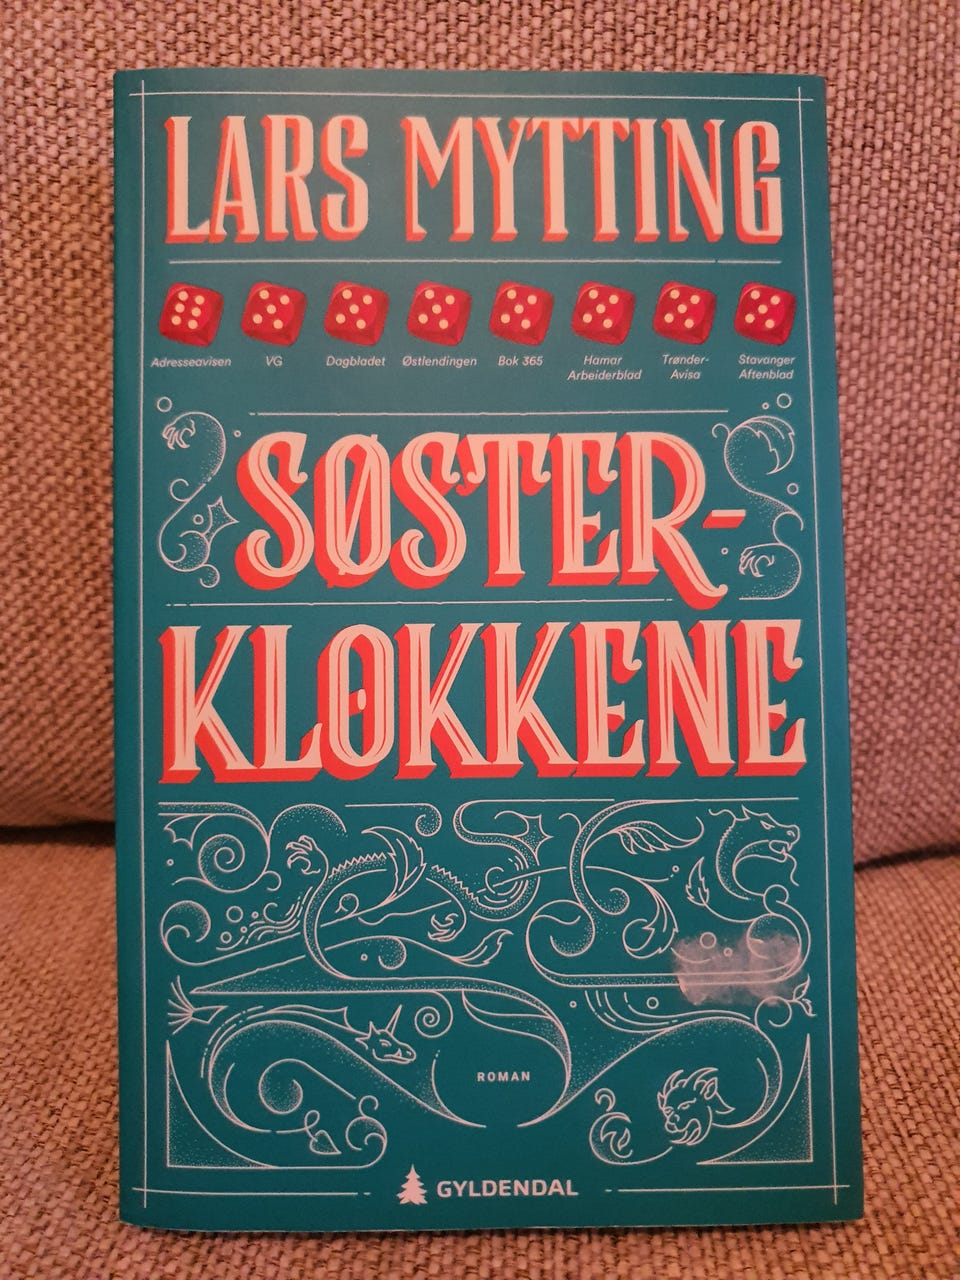 LARS MYTTING
Adresseavisen VG Dagbladet Østlendingen Bok 365 Hamar Arbeiderblad Trønder-Avisa Stavanger Aftenblad
SØSTER-
KLOKKENE
ROMAN
GYLDENDAL